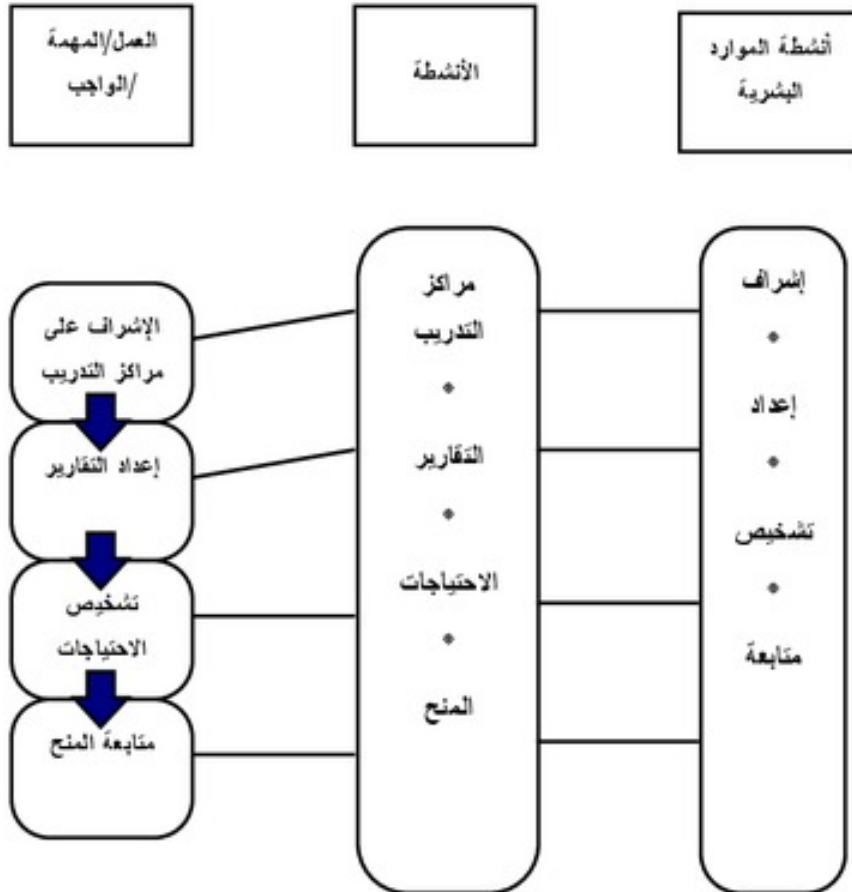 أنشطة الموارد
البشرية
الأنشطة
العمل/المهمة
/الواجب
إشراف
إعداد
تشخيص
متابعة
مراكز
التدريب
التقارير
الاحتياجات
المنح
الإشراف على
مراكز التدريب
إعداد التقارير
تشخيص
الاحتياجات
متابعة المنح